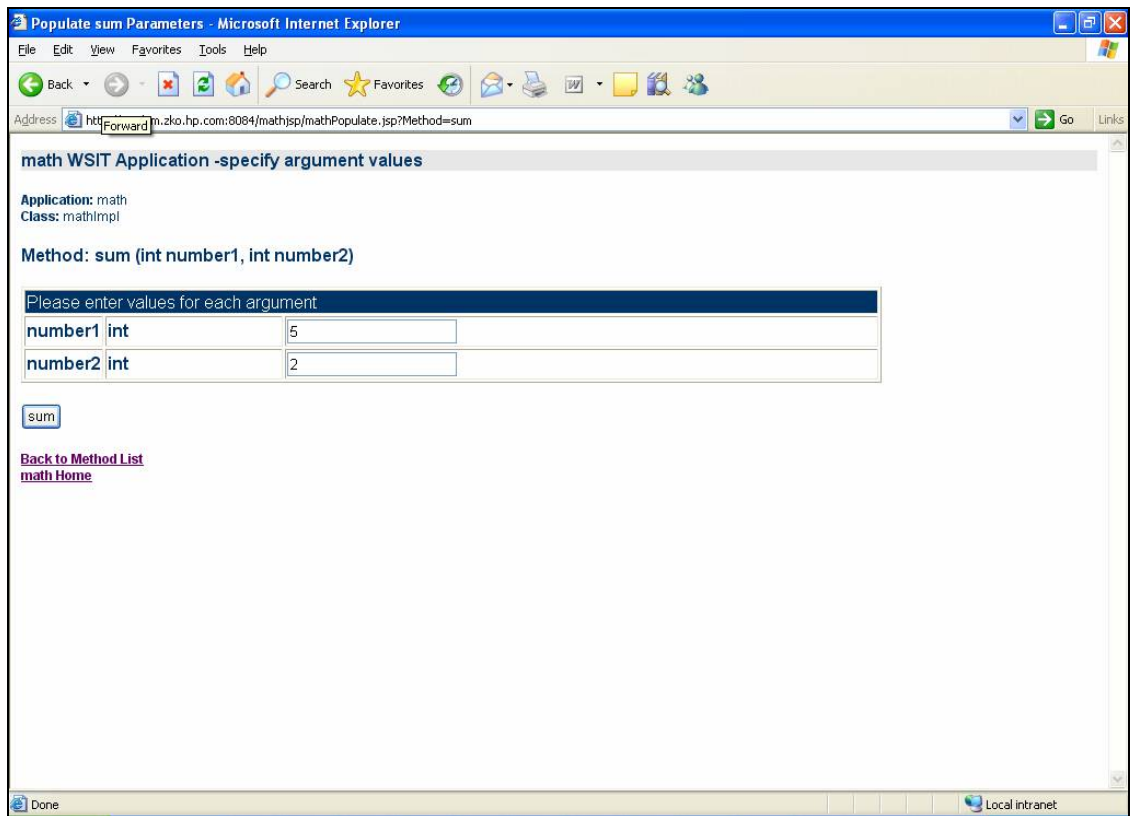 Populate sum Parameters - Microsoft Internet Explorer
File Edit View Favorites Tools Help
Back Search Favorites
Address htt m.zko.hp.com:8084/mathjsp/mathPopulate.jsp?Method=sum Go Links
Forward
math WSIT Application -specify argument values
Application: math
Class: mathImpl
Method: sum (int number1, int number2)
Please enter values for each argument
number1 int 5
number2 int 2
sum
Back to Method List
math Home
Done Local intranet